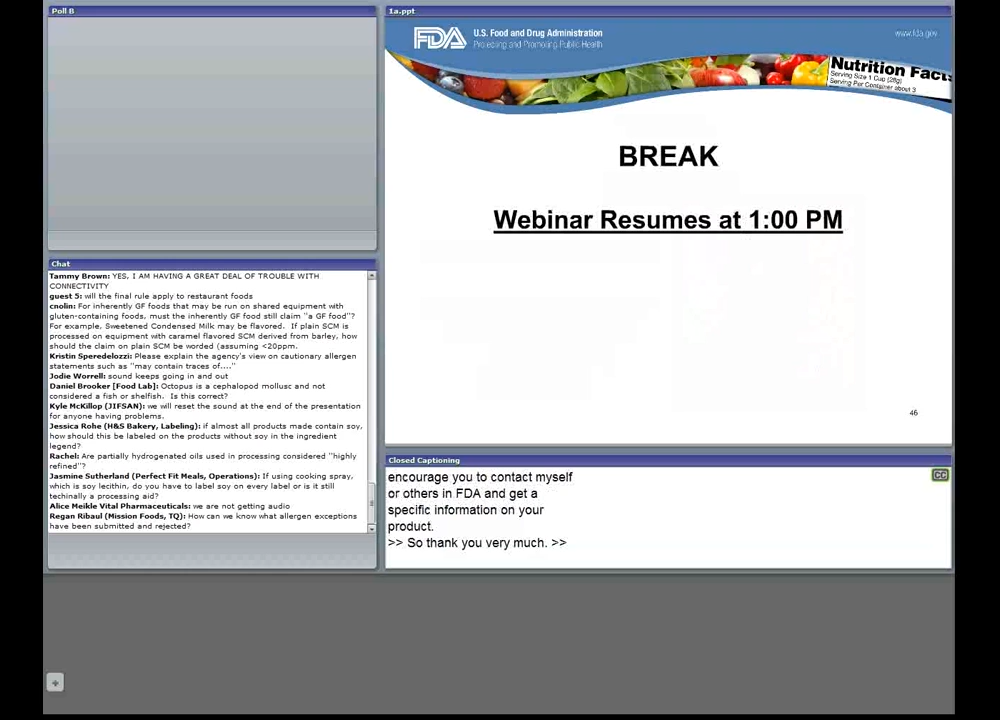 Poll B
1a.ppt
FDA
U.S. Food and Drug Administration
Protecting and Promoting Public Health
www.fda.gov
Nutrition Facts
Serving Size 1 Cup (28g)
Serving Per Container about 3
BREAK
Webinar Resumes at 1:00 PM
46
Chat
Tammy Brown: YES, I AM HAVING A GREAT DEAL OF TROUBLE WITH
CONNECTIVITY
guest 5: will the final rule apply to restaurant foods
cnolin: For inherently GF foods that may be run on shared equipment with
gluten-containing foods, must the inherently GF food still claim "a GF food"?
For example, Sweetened Condensed Milk may be flavored. If plain SCM is
processed on equipment with caramel flavored SCM derived from barley, how
should the claim on plain SCM be worded (assuming <20ppm.
Kristin Speredelozzi: Please explain the agency's view on cautionary allergen
statements such as "may contain traces of...."
Jodie Worrell: sound keeps going in and out
Daniel Brooker [Food Lab]: Octopus is a cephalopod mollusc and not
considered a fish or shelfish. Is this correct?
Kyle McKillop (JIFSAN): we will reset the sound at the end of the presentation
for anyone having problems.
Jessica Rohe (H&S Bakery, Labeling): if almost all products made contain soy,
how should this be labeled on the products without soy in the ingredient
legend?
Rachel: Are partially hydrogenated oils used in processing considered "highly
refined"?
Jasmine Sutherland (Perfect Fit Meals, Operations): If using cooking spray,
which is soy lecithin, do you have to label soy on every label or is it still
techinally a processing aid?
Alice Meikle Vital Pharmaceuticals: we are not getting audio
Regan Ribaul (Mission Foods, TQ): How can we know what allergen exceptions
have been submitted and rejected?
Closed Captioning
CC
encourage you to contact myself
or others in FDA and get a
specific information on your
product.
>> So thank you very much. >>